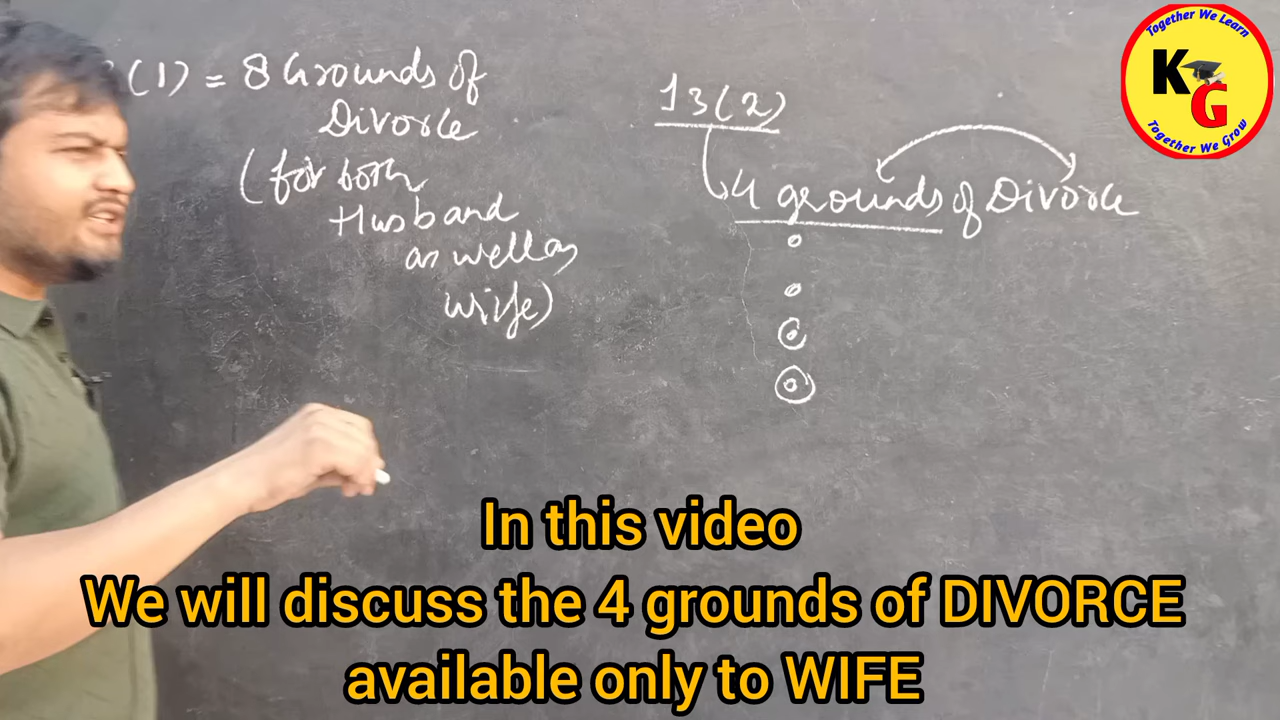 (1) = 8 Grounds of
Divorce
(for both
Husband
as well as
wife)
13(2)
4 grounds of Divorce
Together We Learn
KG
Together We Grow
In this video
We will discuss the 4 grounds of DIVORCE
available only to WIFE